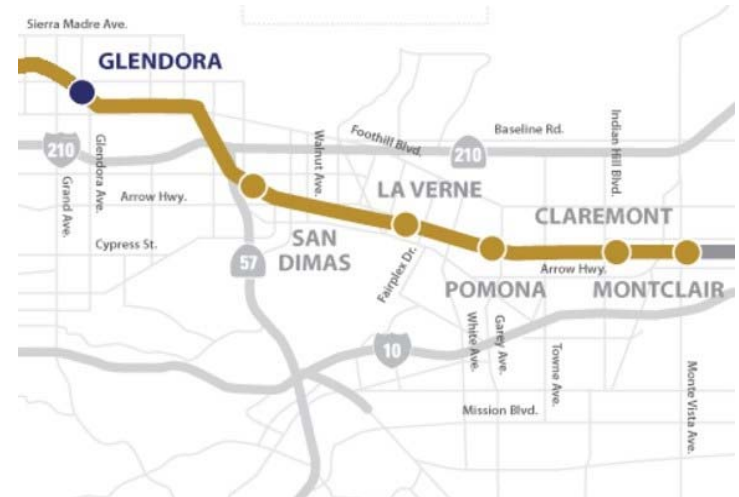 Sierra Madre Ave.
GLENDORA
210
Glendora Ave.
Grand Ave.
Walnut Ave.
Foothill Blvd.
210
Baseline Rd.
Indian Hill Blvd.
Arrow Hwy.
LA VERNE
CLAREMONT
Cypress St.
57
SAN
DIMAS
Fairplex Dr.
POMONA
Arrow Hwy.
MONTCLAIR
10
White Ave.
Garey Ave.
Towne Ave.
Monte Vista Ave.
Mission Blvd.